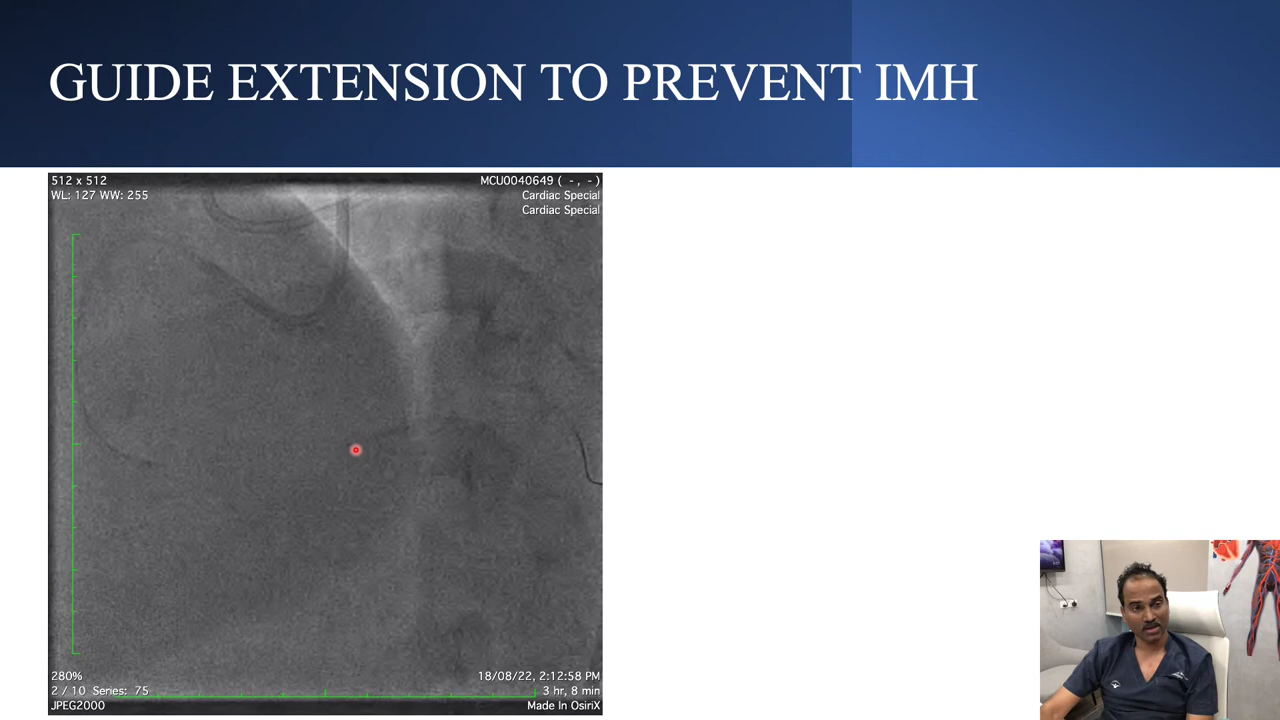 GUIDE EXTENSION TO PREVENT IMH
512 x 512
MCU0040649 ( -, -)
WL: 127 WW: 255
Cardiac Special
Cardiac Special
280%
18/08/22, 2:12:58 PM
2 / 10 Series: 75
3 hr, 8 min
JPEG2000
Made In OsiriX